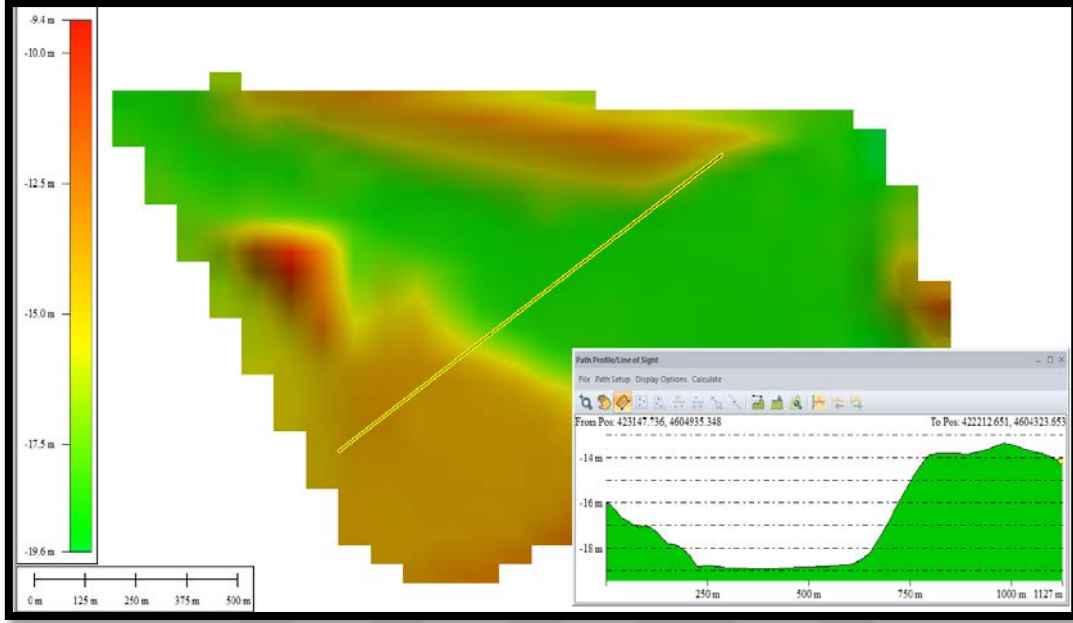 -9.4 m
-10.0 m
-12.5 m
-15.0 m
-17.5 m
-19.6 m
0 m 125 m 250 m 375 m 500 m
Path Profile/Line of Sight
File Path Setup Display Options Calculate
From Pos: 423147.736, 4604935.348 To Pos: 422212.651, 4604323.653
-14 m
-16 m
-18 m
250 m 500 m 750 m 1000 m 1127 m